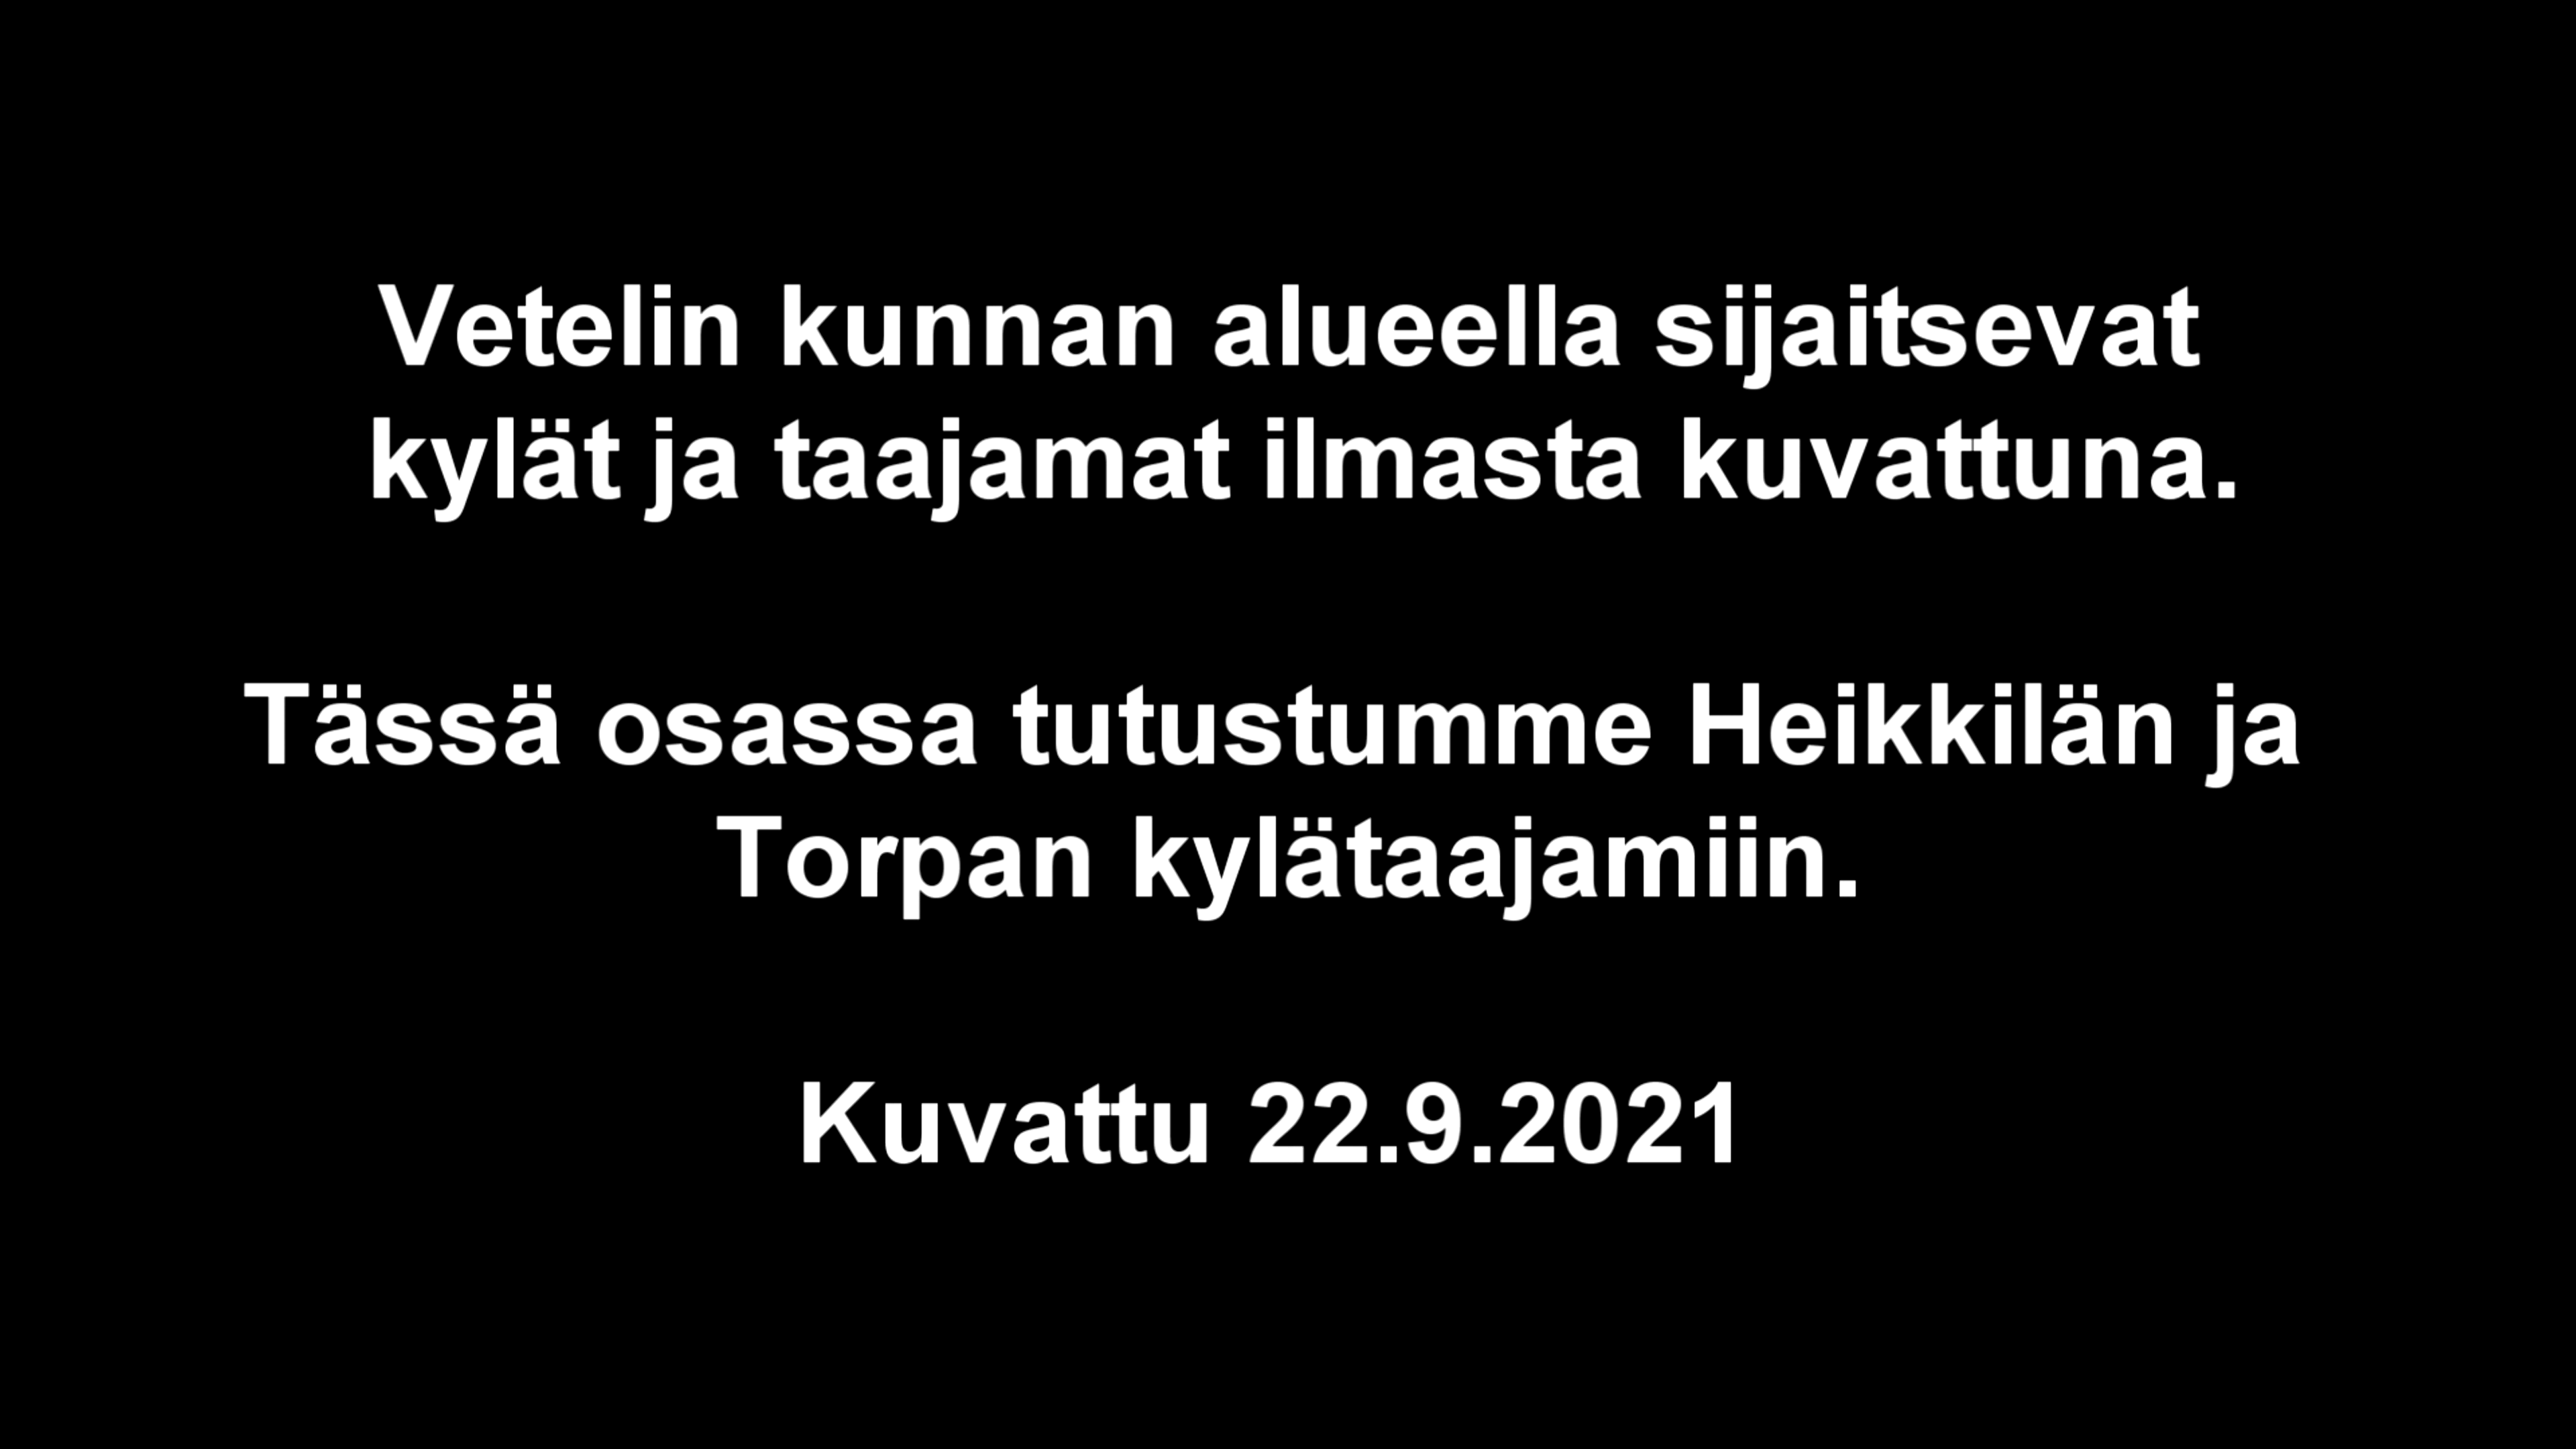 Vetelin kunnan alueella sijaitsevat
kylät ja taajamat ilmasta kuvattuna.
Tässä osassa tutustumme Heikkilän ja
Torpan kylätaajamiin.
Kuvattu 22.9.2021